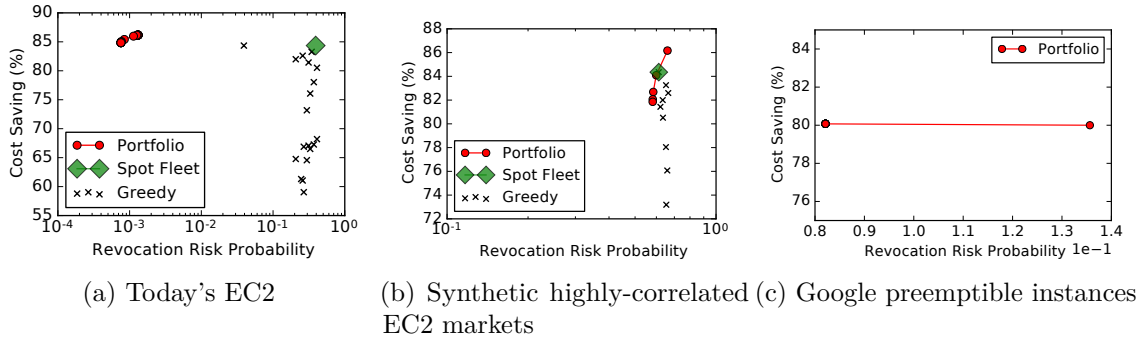 90
85
80
75
70
65
60
55
Cost Saving (%)
Portfolio
Spot Fleet
Greedy
10^-4 10^-3 10^-2 10^-1 10^0
Revocation Risk Probability
(a) Today's EC2
88
86
84
82
80
78
76
74
72
Cost Saving (%)
Portfolio
Spot Fleet
Greedy
10^-1 10^0
Revocation Risk Probability
(b) Synthetic highly-correlated
EC2 markets
84
82
80
78
76
Cost Saving (%)
Portfolio
0.8 0.9 1.0 1.1 1.2 1.3 1.4
Revocation Risk Probability 1e−1
(c) Google preemptible instances